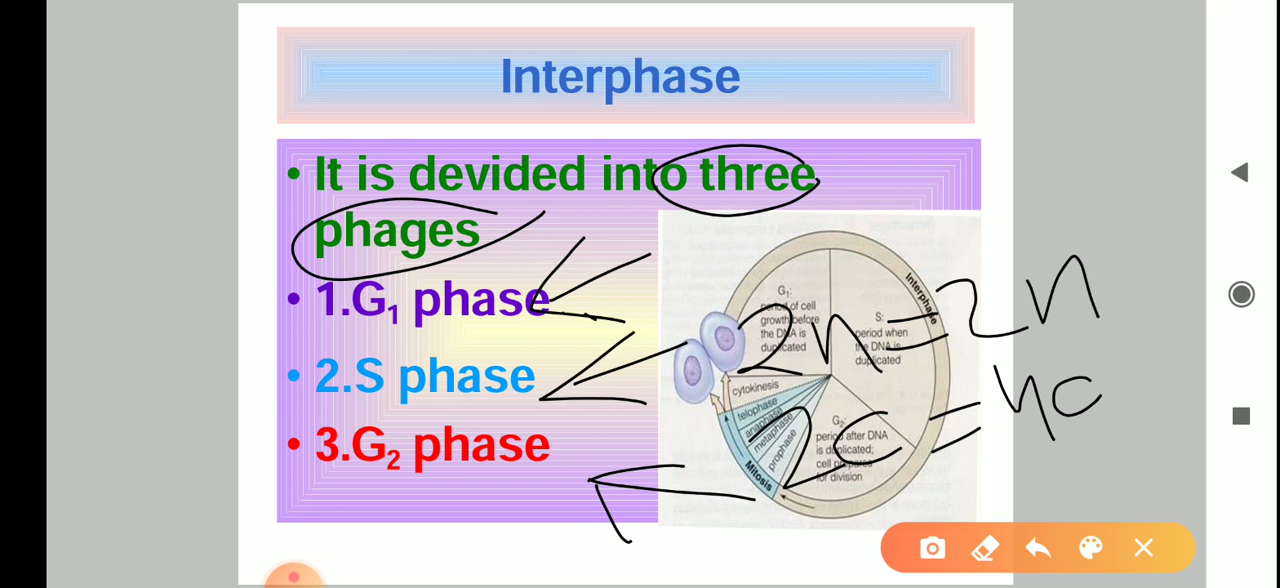 Interphase
• It is devided into three
phages
• 1.G₁ phase
• 2.S phase
• 3.G₂ phase
G₁:
period of cell
growth before
the DNA is
duplicated
S:
period when
the DNA is
duplicated
Interphase
cytokinesis
telophase
anaphase
metaphase
prophase
Mitosis
G₂:
period after DNA
is duplicated;
cell prepares
for division
2n = 2n
2c = 4c